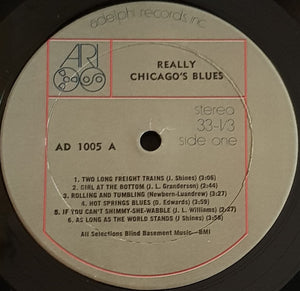 adelphi records inc.
AR
REALLY
CHICAGO'S BLUES
stereo
33-1/3
side one
AD 1005 A
1. TWO LONG FREIGHT TRAINS (J. Shines) (3:06)
2. GIRL AT THE BOTTOM (J. L. Granderson) (2:44)
3. ROLLING AND TUMBLING (Newborn-Luandrew) (3:27)
4. HOT SPRINGS BLUES (D. Edwards) (3:59)
5. IF YOU CAN'T SHIMMY-SHE-WABBLE (J. L. Williams) (2:27)
6. AS LONG AS THE WORLD STANDS (J Shines) (3:56)
All Selections Blind Basement Music—BMI